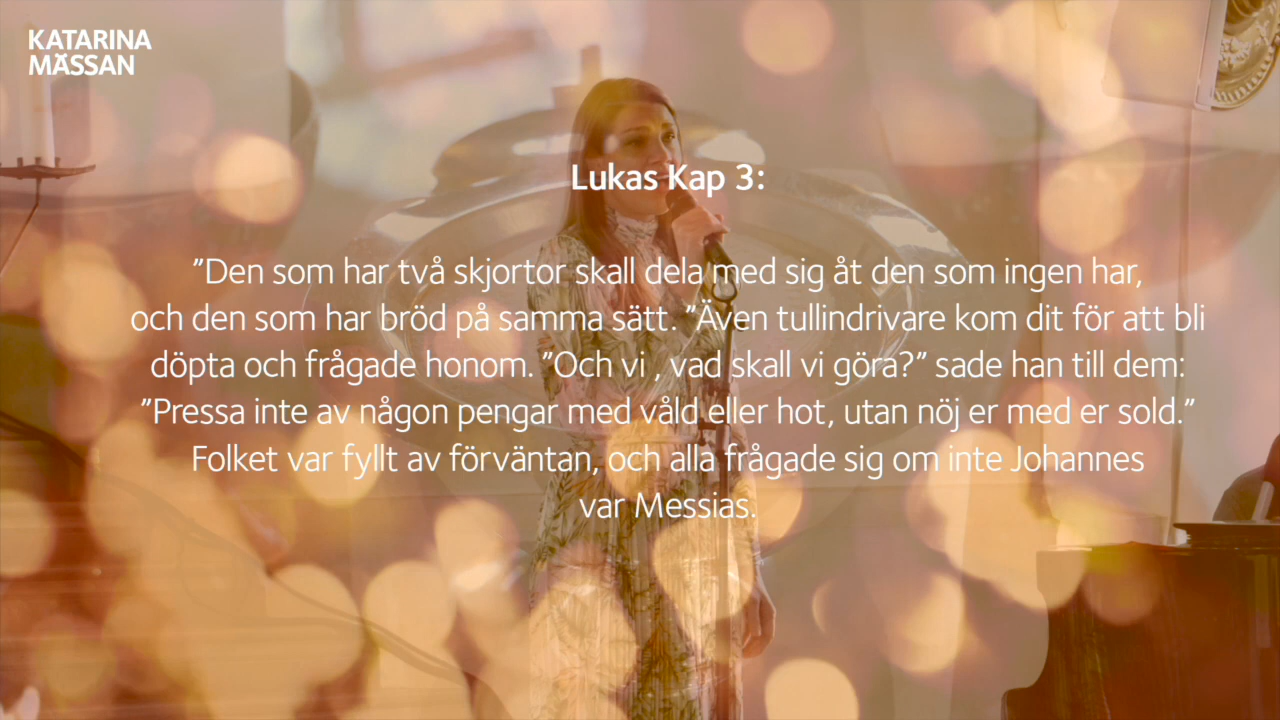 KATARINA
MÄSSAN
Lukas Kap 3:
”Den som har två skjortor skall dela med sig åt den som ingen har,
och den som har bröd på samma sätt. ”Även tullindrivare kom dit för att bli
döpta och frågade honom. ”Och vi , vad skall vi göra?” sade han till dem:
”Pressa inte av någon pengar med våld eller hot, utan nöj er med er sold.”
Folket var fyllt av förväntan, och alla frågade sig om inte Johannes
var Messias.